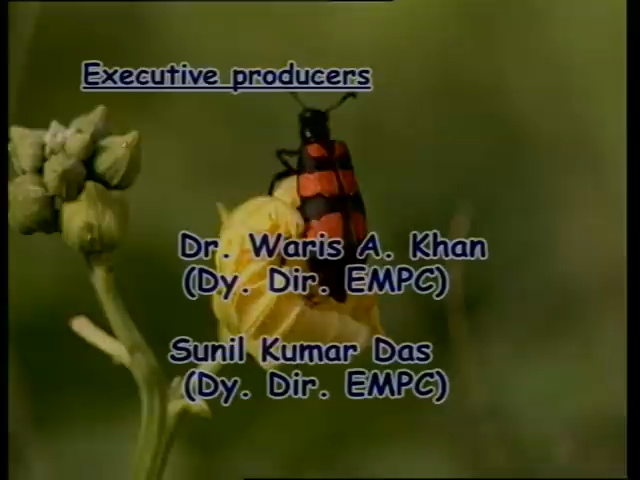 Executive producers
Dr. Waris A. Khan
(Dy. Dir. EMPC)
Sunil Kumar Das
(Dy. Dir. EMPC)